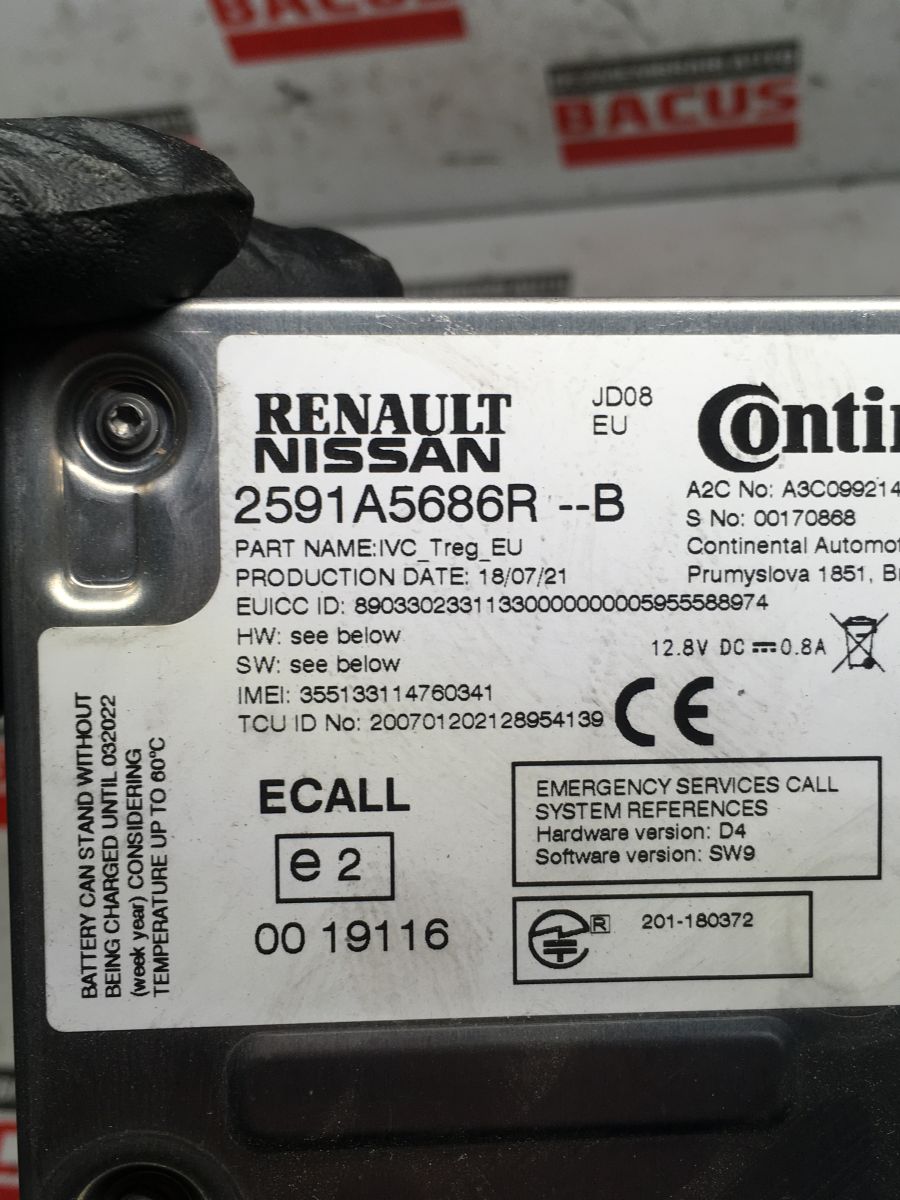 BACUS
BACUS
RENAULT
NISSAN
JD08
EU
2591A5686R --B
PART NAME:IVC_Treg_EU
PRODUCTION DATE: 18/07/21
EUICC ID: 89033023311330000000005955588974
HW: see below
SW: see below
IMEI: 355133114760341
TCU ID No: 200701202128954139
Contin
A2C No: A3C099214
S No: 00170868
Continental Automot
Prumyslova 1851, Br
12.8V DC 0.8A
CE
BATTERY CAN STAND WITHOUT
BEING CHARGED UNTIL 032022
(week year) CONSIDERING
TEMPERATURE UP TO 60°C
ECALL
e 2
00 19116
EMERGENCY SERVICES CALL
SYSTEM REFERENCES
Hardware version: D4
Software version: SW9
R 201-180372